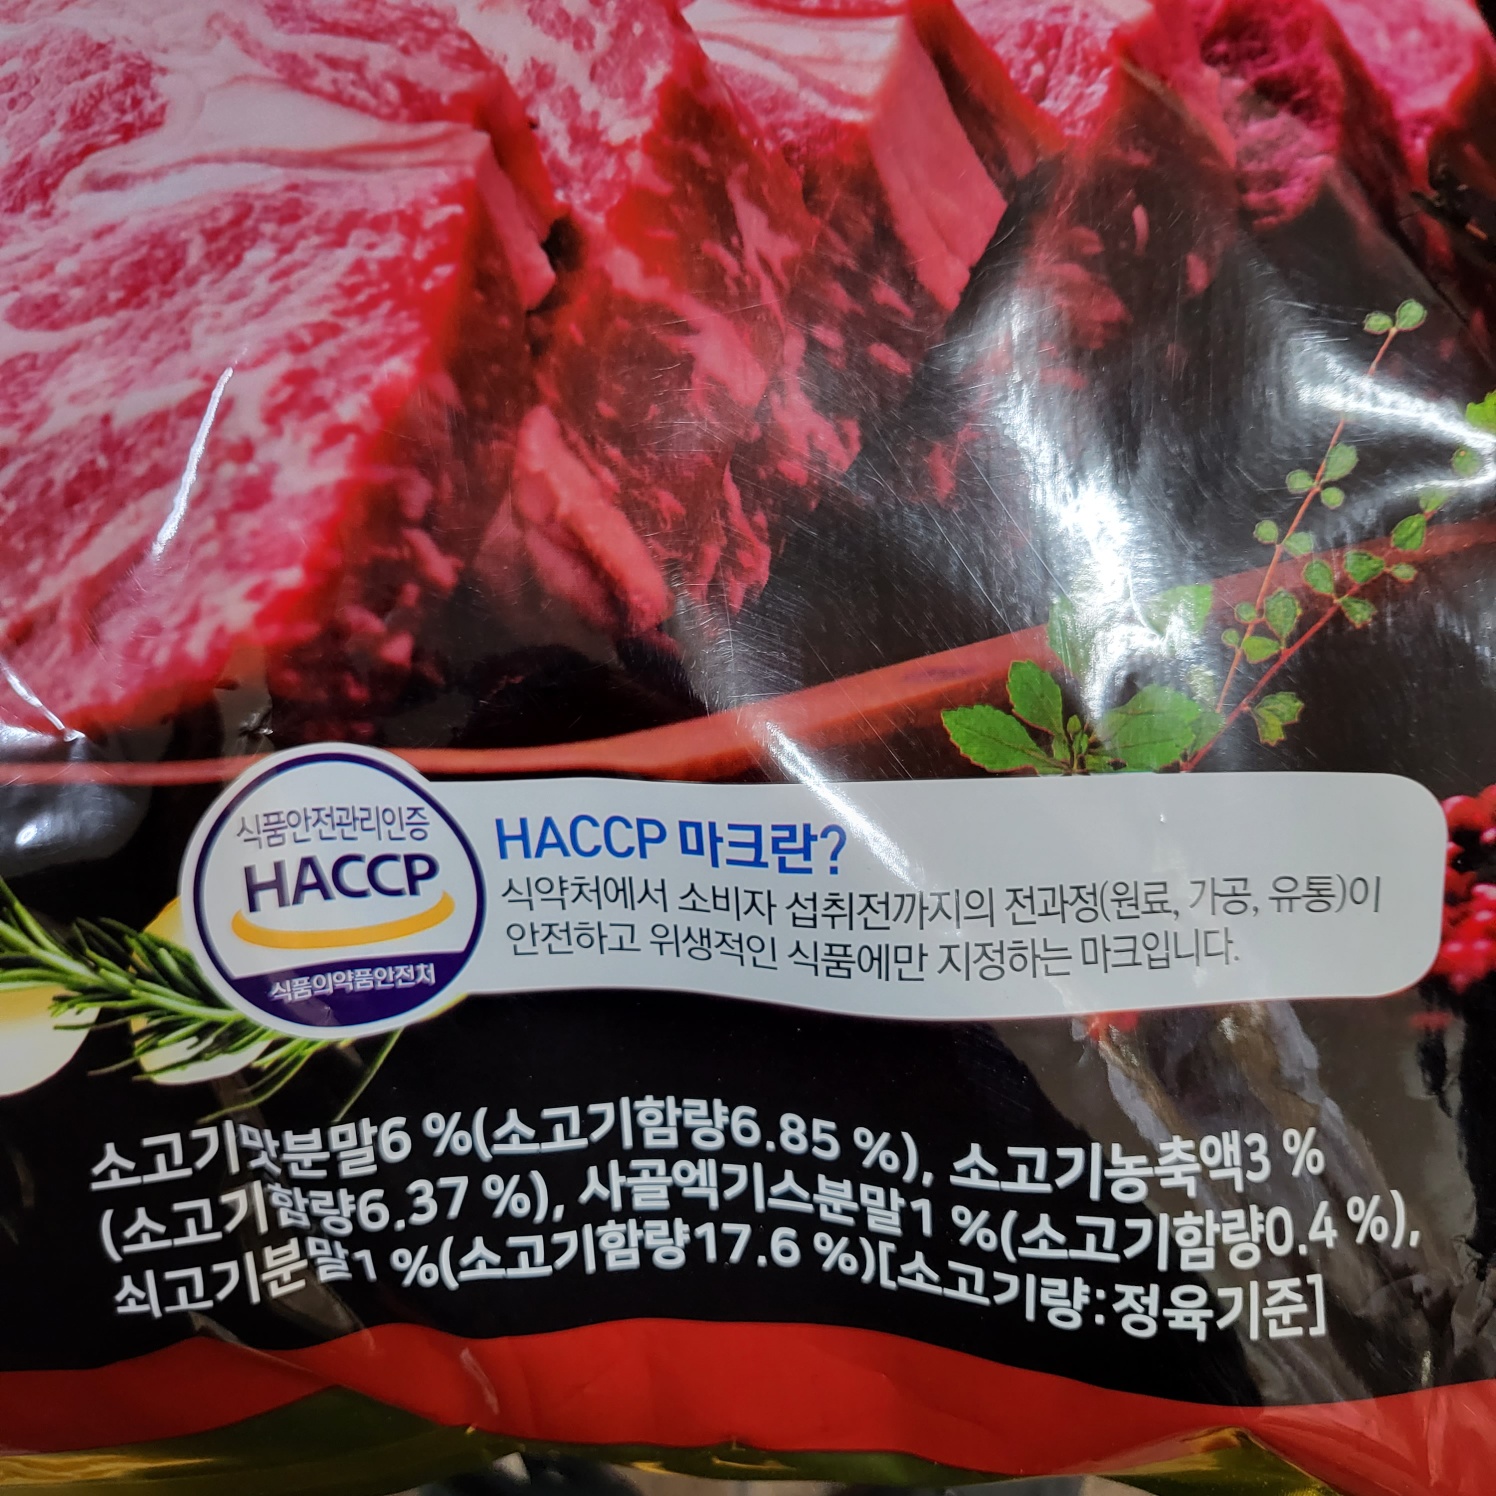 식품안전관리인증
HACCP
식품의약품안전처
HACCP 마크란?
식약처에서 소비자 섭취전까지의 전과정(원료, 가공, 유통)이
안전하고 위생적인 식품에만 지정하는 마크입니다.
소고기맛분말6 %(소고기함량6.85 %), 소고기농축액3 %
(소고기함량6.37 %), 사골엑기스분말1 %(소고기함량0.4 %),
쇠고기분말1 %(소고기함량17.6 %)[소고기량:정육기준]